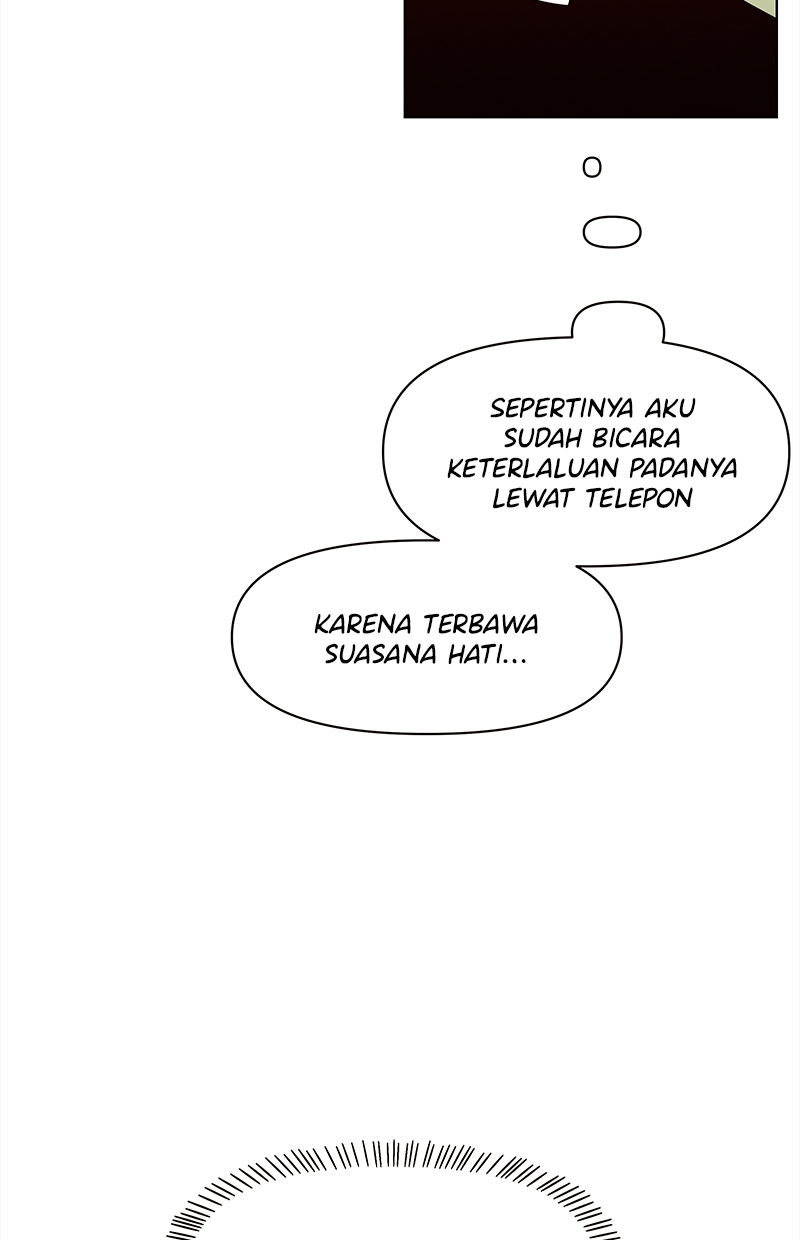 SEPERTINYA AKU
SUDAH BICARA
KETERLALUAN PADANYA
LEWAT TELEPON
KARENA TERBAWA
SUASANA HATI...